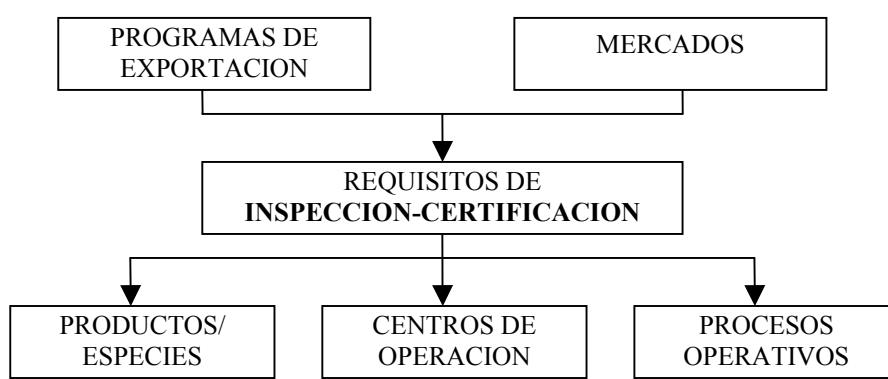 PROGRAMAS DE
EXPORTACION
MERCADOS
REQUISITOS DE
INSPECCION-CERTIFICACION
PRODUCTOS/
ESPECIES
CENTROS DE
OPERACION
PROCESOS
OPERATIVOS